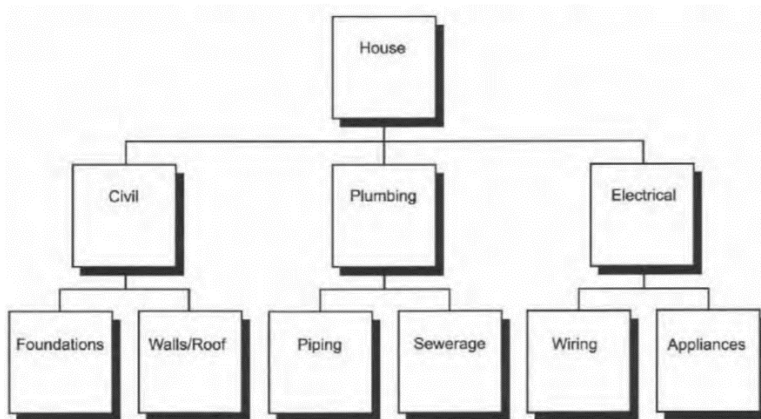 House
Civil
Plumbing
Electrical
Foundations
Walls/Roof
Piping
Sewerage
Wiring
Appliances